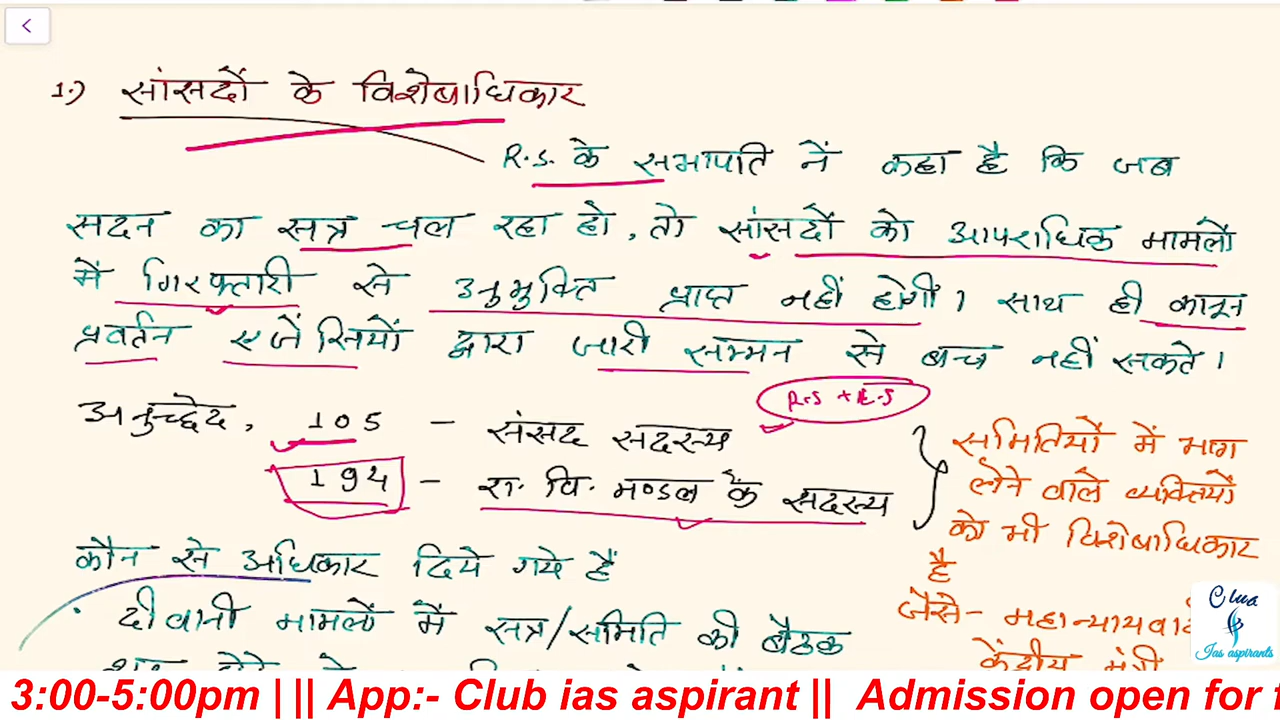 1.) सांसदों के विशेषाधिकार
R.S. के सभापति नें कहा है कि जब
सदन का सत्र चल रहा हो, तो सांसदों को आपराधिक मामलों
में गिरफ्तारी से उनुमुक्ति प्राप्त नहीं होगी। साथ ही कानून
प्रवर्तन एजेंसियों द्वारा जारी सम्मन से बच नहीं सकते।
R.S + L.S
अनुच्छेद, 105 - संसद सदस्य
194 - रा. वि. मण्डल के सदस्य
समितियों में भाग
लेने वाले व्यक्तियों
को भी विशेषाधिकार
है
जैसे - महान्यायवा
केंद्रीय मंत्री
कौन से अधिकार दिये गये हैं
· दीवानी मामलों में सत्र/समिति की बैठक
Club
Ias aspirants
3:00-5:00pm | || App:- Club ias aspirant || Admission open for f